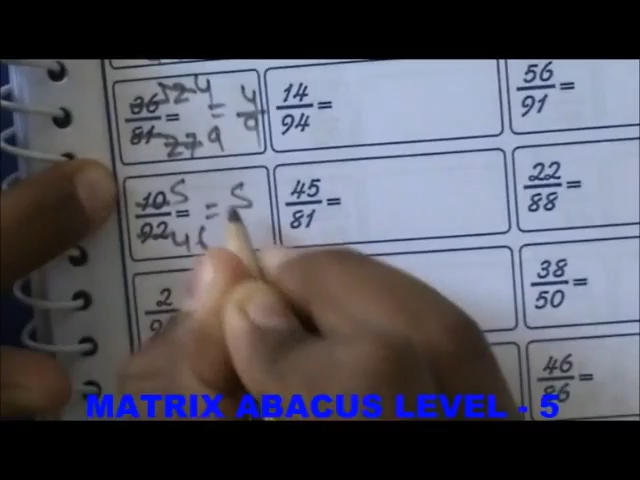 36/81 = 12 4 / 27 9 = 4/9
14/94 =
56/91 =
10/92 = 5 / 46 = 5
45/81 =
22/88 =
2
38/50 =
46/86 =
MATRIX ABACUS LEVEL - 5